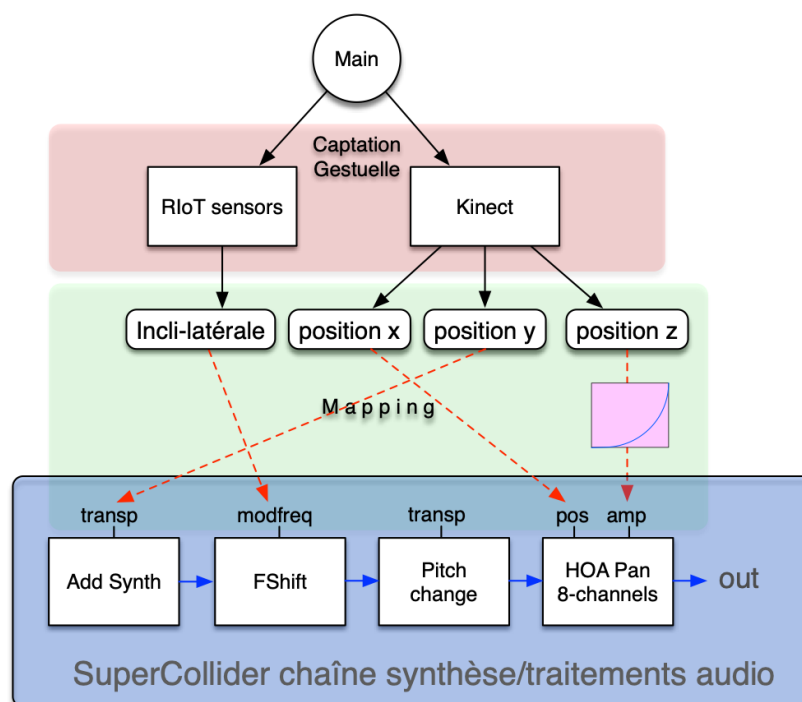 Main
Captation
Gestuelle
RIoT sensors
Kinect
Incli-latérale
position x
position y
position z
Mapping
transp
modfreq
transp
pos
amp
Add Synth
FShift
Pitch
change
HOA Pan
8-channels
out
SuperCollider chaîne synthèse/traitements audio